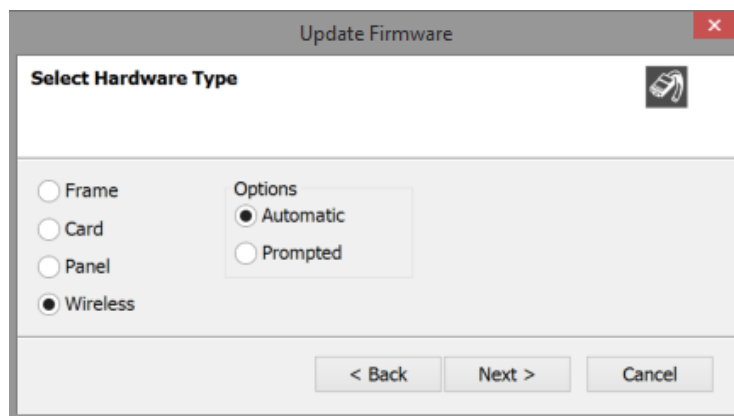 Update Firmware
Select Hardware Type
Frame
Card
Panel
Wireless
Options
Automatic
Prompted
< Back
Next >
Cancel